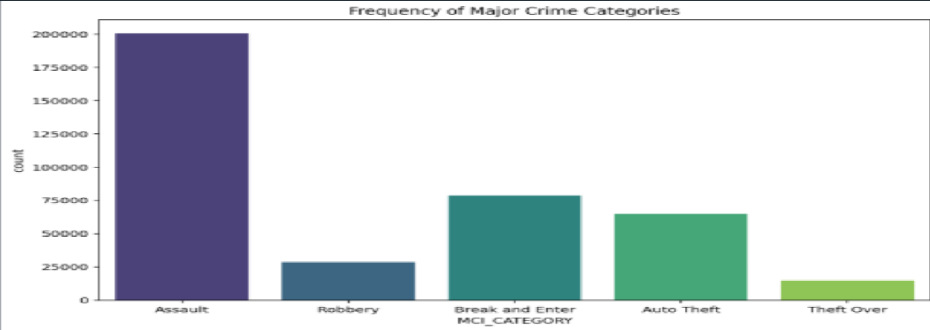 Frequency of Major Crime Categories
200000
175000
150000
125000
100000
75000
50000
25000
0
count
Assault
Robbery
Break and Enter
Auto Theft
Theft Over
MCI_CATEGORY